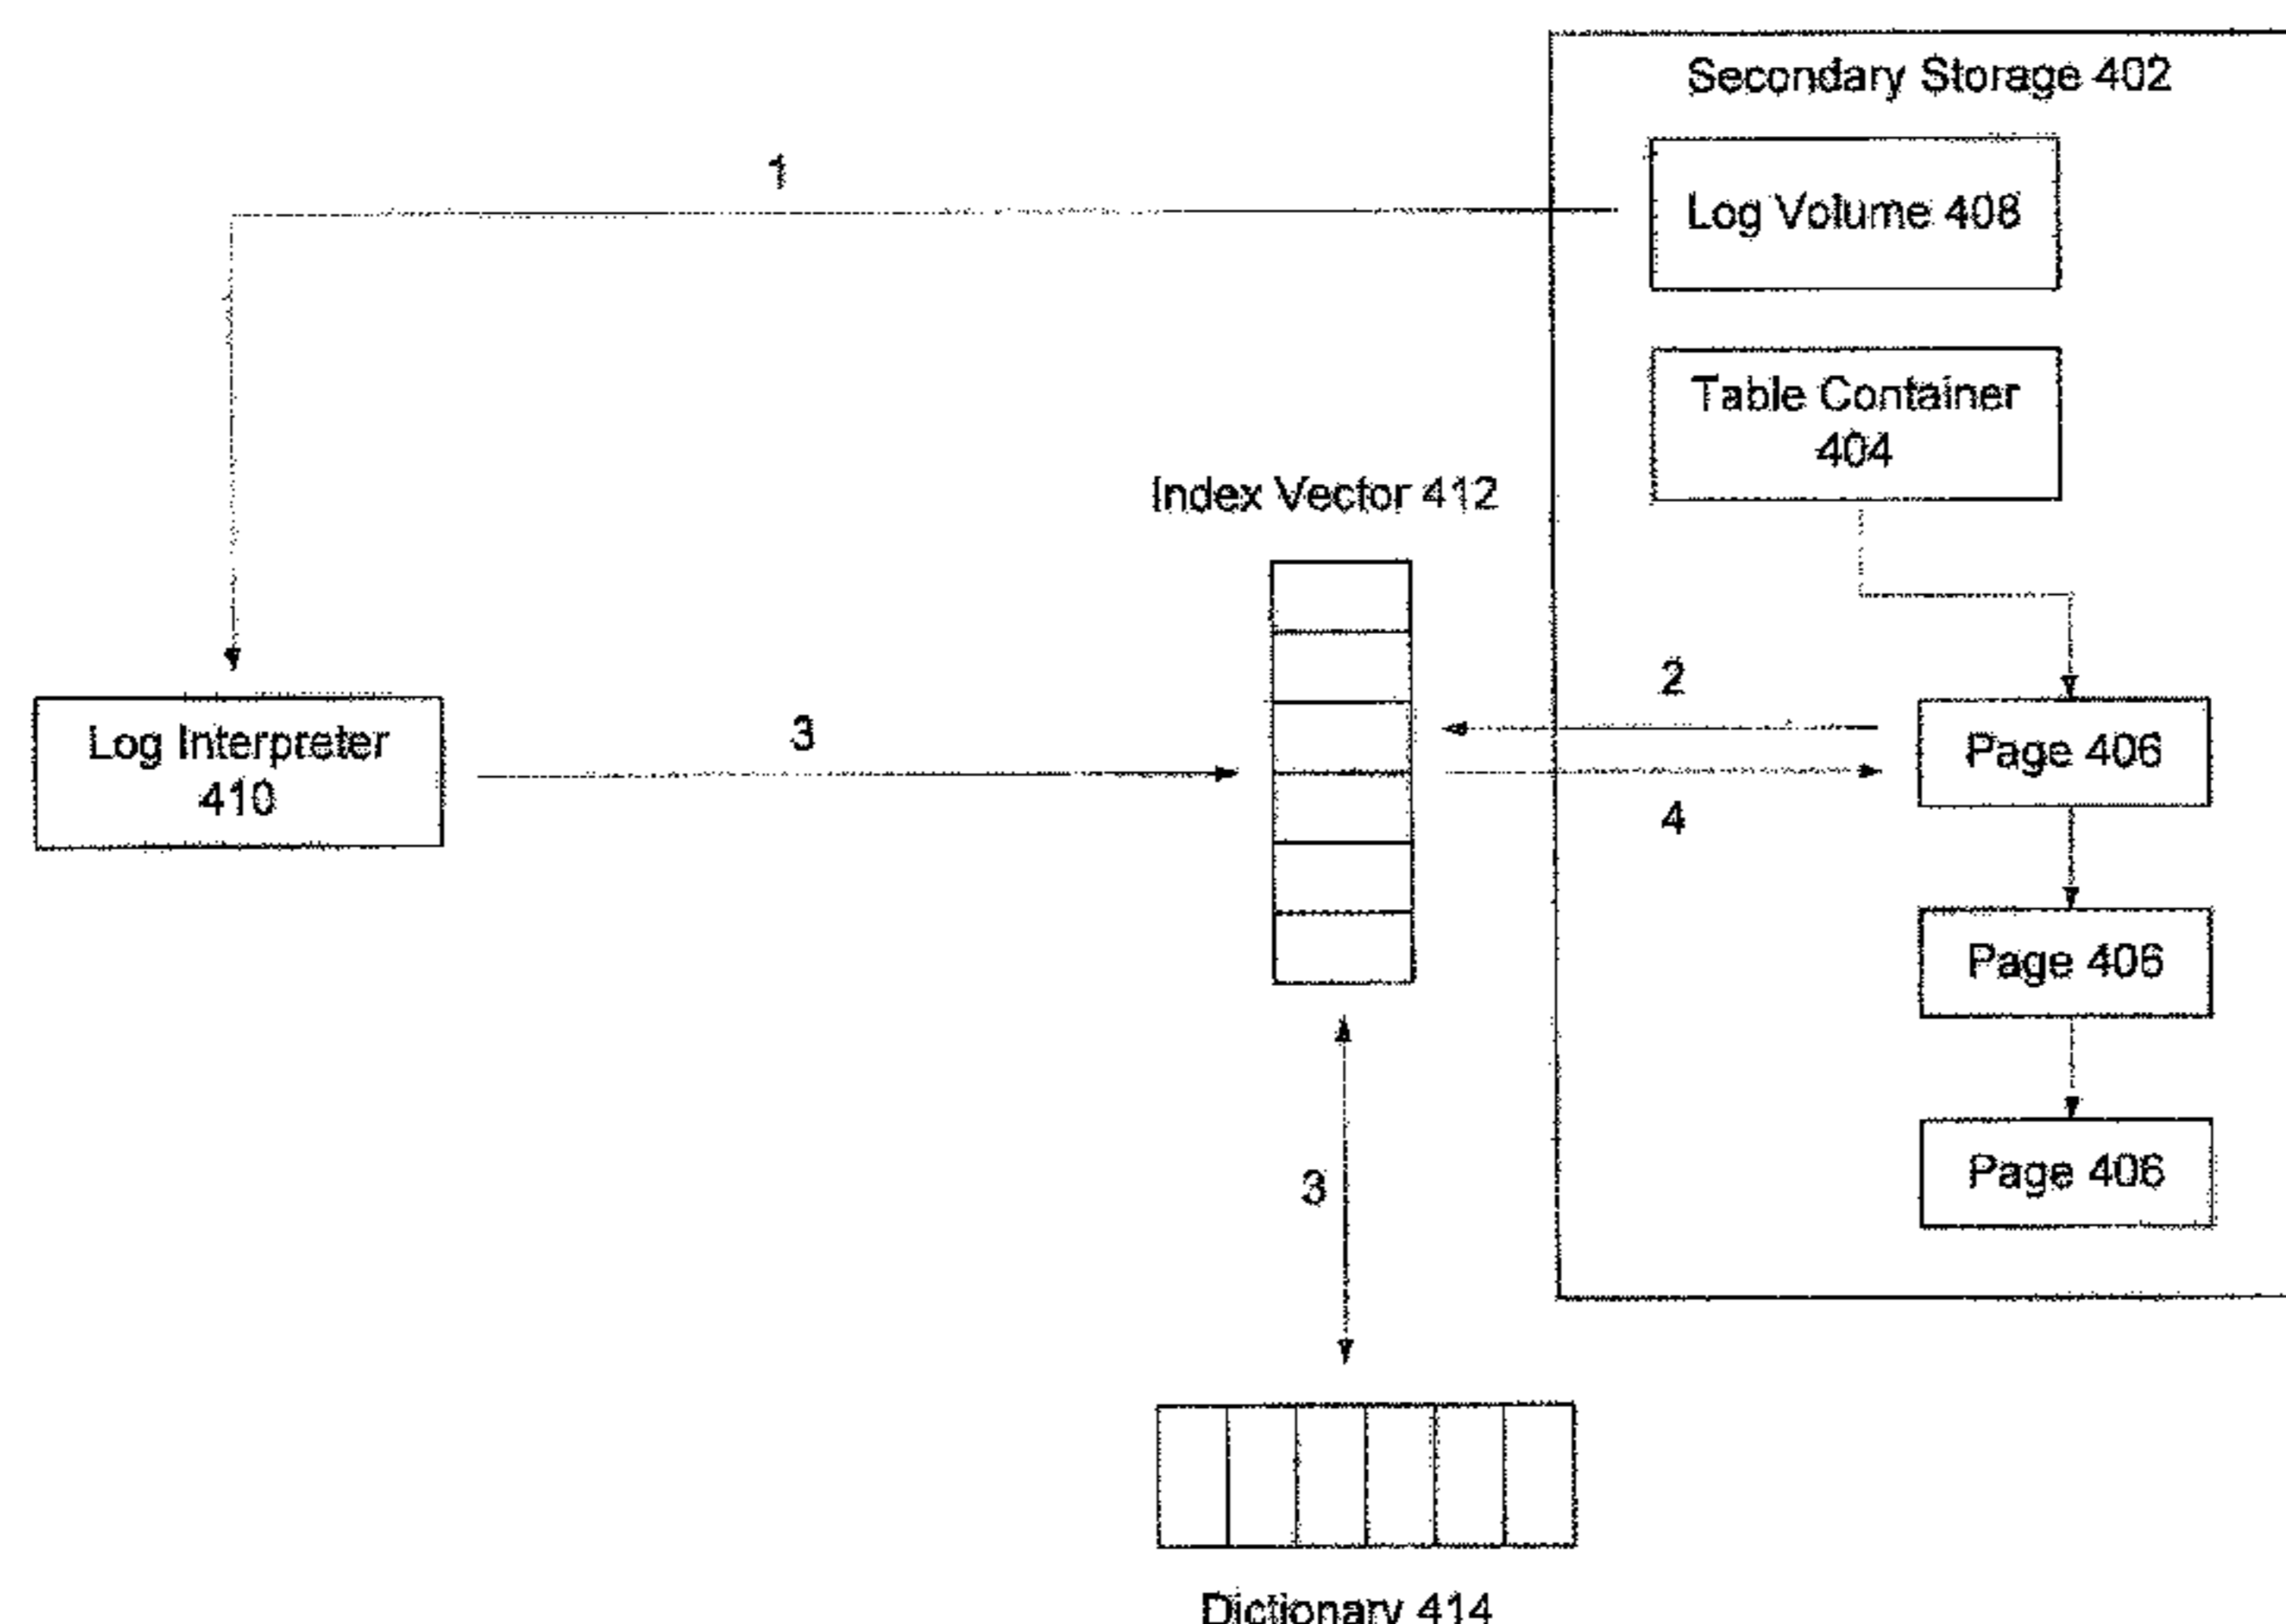 Secondary Storage 402
1
Log Volume 408
Table Container
404
Index Vector 412
2
Log Interpreter
410
3
Page 406
4
Page 406
3
Page 406
Dictionary 414